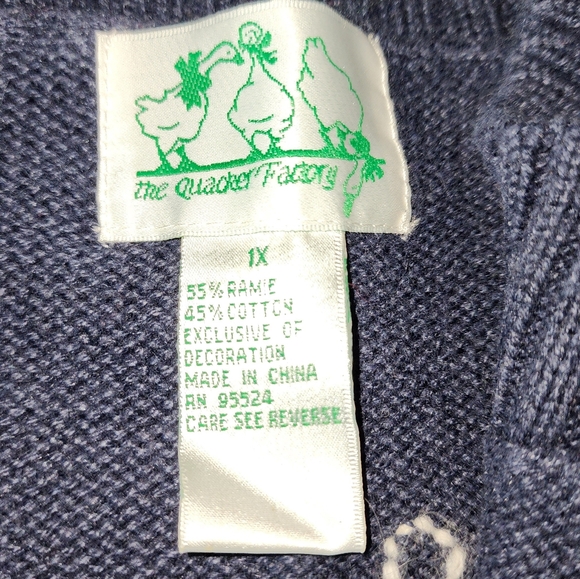 the Quacker Factory
1X
55% RAMIE
45% COTTON
EXCLUSIVE OF
DECORATION
MADE IN CHINA
RN 95524
CARE SEE REVERSE